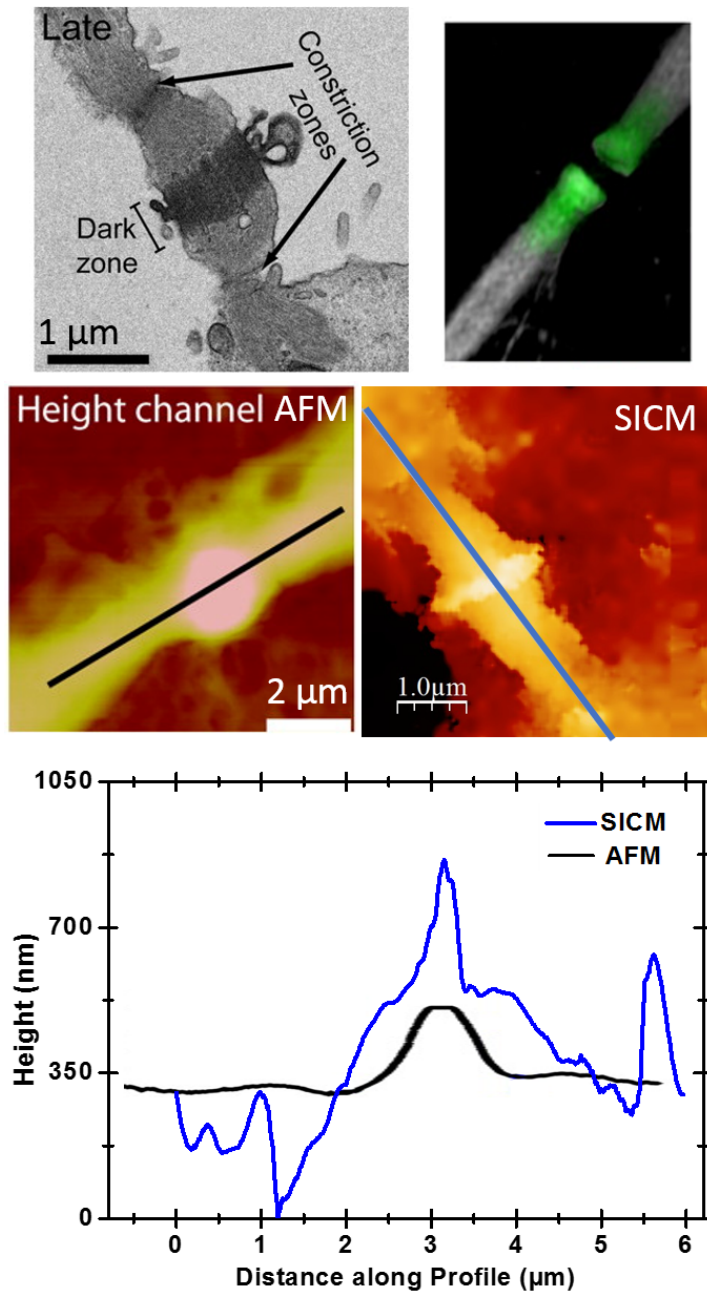 Late
Constriction
zones
Dark
zone
1 µm
Height channel AFM
2 µm
SICM
1.0µm
1050
700
350
0
Height (nm)
SICM
AFM
0 1 2 3 4 5 6
Distance along Profile (µm)